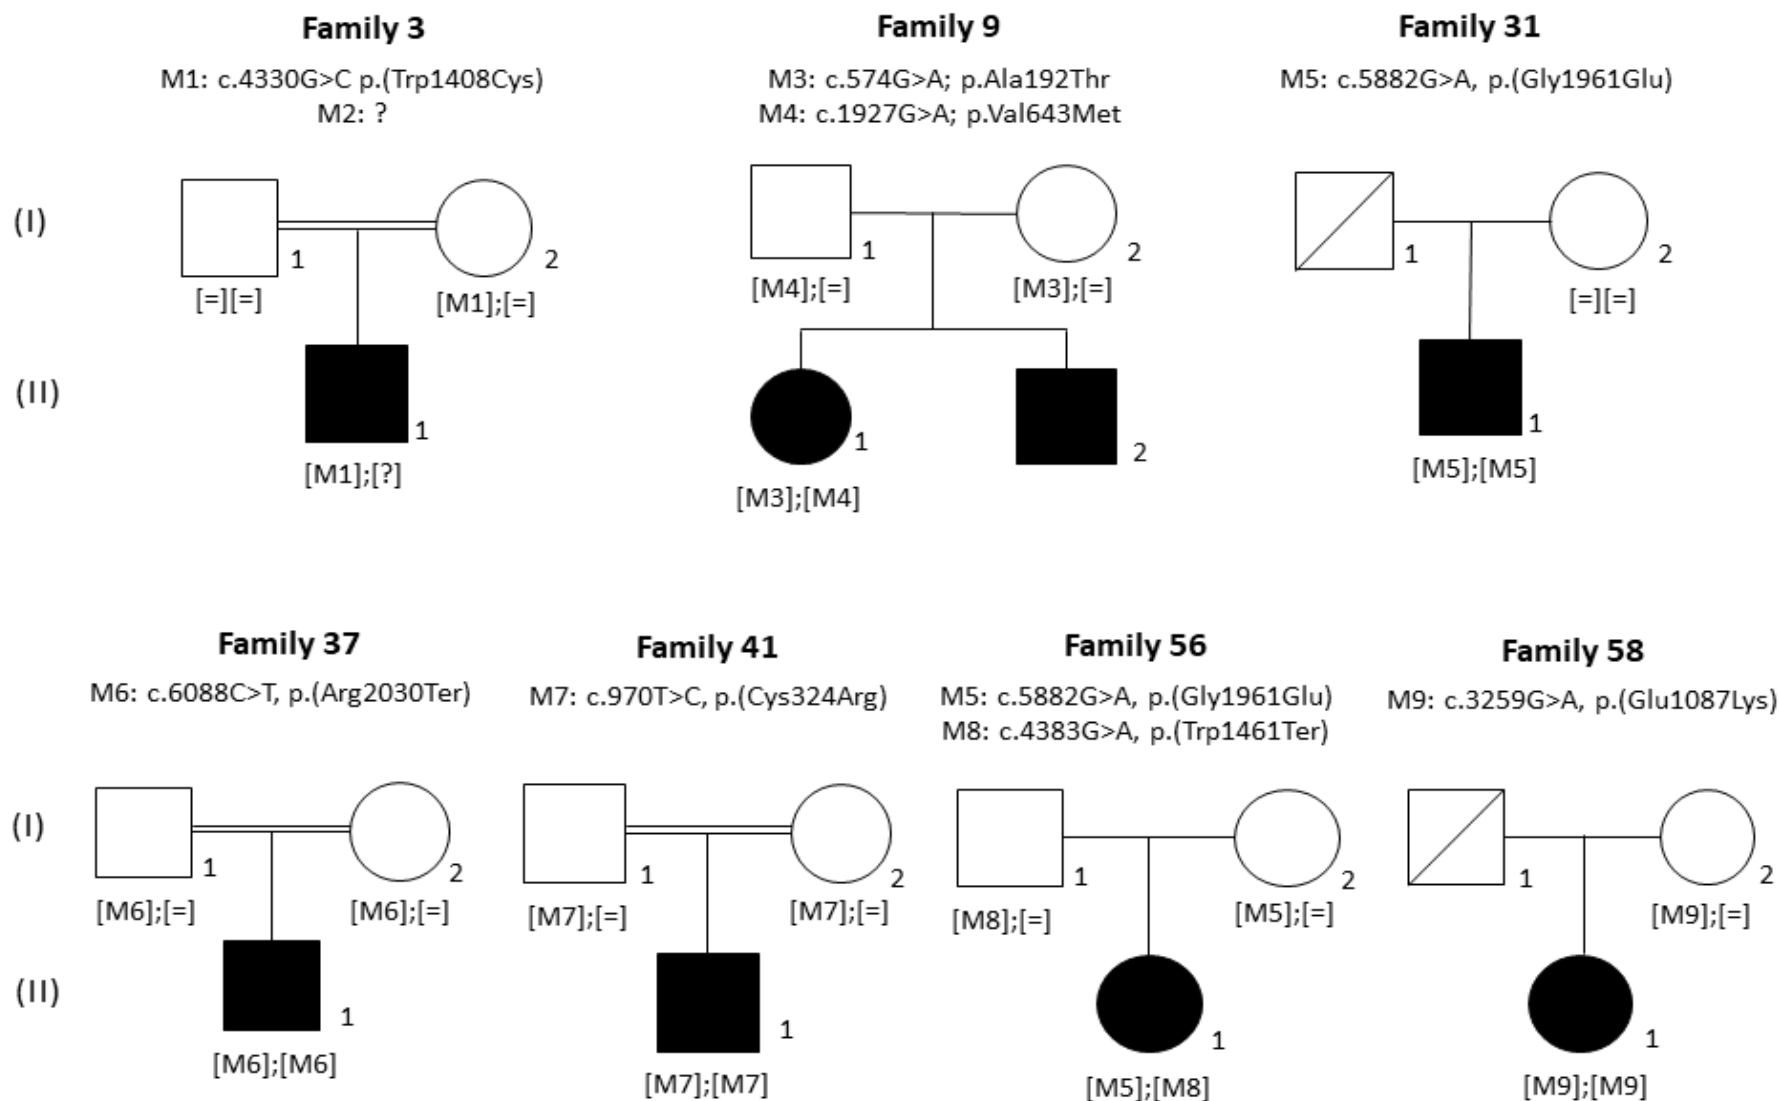 Family 3
M1: c.4330G>C p.(Trp1408Cys)
M2: ?
Family 9
M3: c.574G>A; p.Ala192Thr
M4: c.1927G>A; p.Val643Met
Family 31
M5: c.5882G>A, p.(Gly1961Glu)
(I)
1
2
1
2
1
2
[=][=]
[M1];[=]
[M4];[=]
[M3];[=]
[=][=]
(II)
1
1
2
1
[M1];[?]
[M3];[M4]
[M5];[M5]
Family 37
M6: c.6088C>T, p.(Arg2030Ter)
Family 41
M7: c.970T>C, p.(Cys324Arg)
Family 56
M5: c.5882G>A, p.(Gly1961Glu)
M8: c.4383G>A, p.(Trp1461Ter)
Family 58
M9: c.3259G>A, p.(Glu1087Lys)
(I)
1
2
1
2
1
2
1
2
[M6];[=]
[M6];[=]
[M7];[=]
[M7];[=]
[M8];[=]
[M5];[=]
[M9];[=]
(II)
1
1
1
1
[M6];[M6]
[M7];[M7]
[M5];[M8]
[M9];[M9]